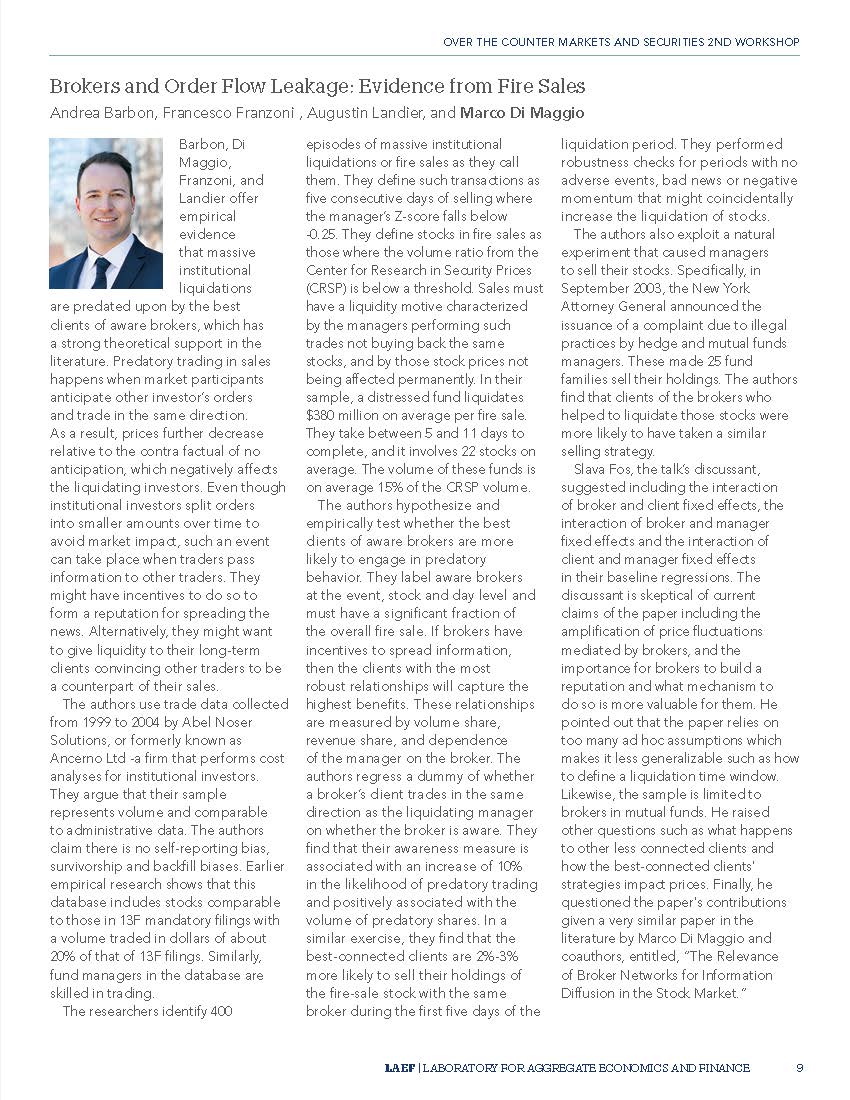 OVER THE COUNTER MARKETS AND SECURITIES 2ND WORKSHOP
Brokers and Order Flow Leakage: Evidence from Fire Sales
Andrea Barbon, Francesco Franzoni , Augustin Landier, and Marco Di Maggio
Barbon, Di
Maggio,
Franzoni, and
Landier offer
empirical
evidence
that massive
institutional
liquidations
are predated upon by the best
clients of aware brokers, which has
a strong theoretical support in the
literature. Predatory trading in sales
happens when market participants
anticipate other investor's orders
and trade in the same direction.
As a result, prices further decrease
relative to the contra factual of no
anticipation, which negatively affects
the liquidating investors. Even though
institutional investors split orders
into smaller amounts over time to
avoid market impact, such an event
can take place when traders pass
information to other traders. They
might have incentives to do so to
form a reputation for spreading the
news. Alternatively, they might want
to give liquidity to their long-term
clients convincing other traders to be
a counterpart of their sales.
The authors use trade data collected
from 1999 to 2004 by Abel Noser
Solutions, or formerly known as
Ancerno Ltd -a firm that performs cost
analyses for institutional investors.
They argue that their sample
represents volume and comparable
to administrative data. The authors
claim there is no self-reporting bias,
survivorship and backfill biases. Earlier
empirical research shows that this
database includes stocks comparable
to those in 13F mandatory filings with
a volume traded in dollars of about
20% of that of 13F filings. Similarly,
fund managers in the database are
skilled in trading.
The researchers identify 400
episodes of massive institutional
liquidations or fire sales as they call
them. They define such transactions as
five consecutive days of selling where
the manager's Z-score falls below
-0.25. They define stocks in fire sales as
those where the volume ratio from the
Center for Research in Security Prices
(CRSP) is below a threshold. Sales must
have a liquidity motive characterized
by the managers performing such
trades not buying back the same
stocks, and by those stock prices not
being affected permanently. In their
sample, a distressed fund liquidates
$380 million on average per fire sale.
They take between 5 and 11 days to
complete, and it involves 22 stocks on
average. The volume of these funds is
on average 15% of the CRSP volume.
The authors hypothesize and
empirically test whether the best
clients of aware brokers are more
likely to engage in predatory
behavior. They label aware brokers
at the event, stock and day level and
must have a significant fraction of
the overall fire sale. If brokers have
incentives to spread information,
then the clients with the most
robust relationships will capture the
highest benefits. These relationships
are measured by volume share,
revenue share, and dependence
of the manager on the broker. The
authors regress a dummy of whether
a broker's client trades in the same
direction as the liquidating manager
on whether the broker is aware. They
find that their awareness measure is
associated with an increase of 10%
in the likelihood of predatory trading
and positively associated with the
volume of predatory shares. In a
similar exercise, they find that the
best-connected clients are 2%-3%
more likely to sell their holdings of
the fire-sale stock with the same
broker during the first five days of the
liquidation period. They performed
robustness checks for periods with no
adverse events, bad news or negative
momentum that might coincidentally
increase the liquidation of stocks.
The authors also exploit a natural
experiment that caused managers
to sell their stocks. Specifically, in
September 2003, the New York
Attorney General announced the
issuance of a complaint due to illegal
practices by hedge and mutual funds
managers. These made 25 fund
families sell their holdings. The authors
find that clients of the brokers who
helped to liquidate those stocks were
more likely to have taken a similar
selling strategy.
Slava Fos, the talk's discussant,
suggested including the interaction
of broker and client fixed effects, the
interaction of broker and manager
fixed effects and the interaction of
client and manager fixed effects
in their baseline regressions. The
discussant is skeptical of current
claims of the paper including the
amplification of price fluctuations
mediated by brokers, and the
importance for brokers to build a
reputation and what mechanism to
do so is more valuable for them. He
pointed out that the paper relies on
too many ad hoc assumptions which
makes it less generalizable such as how
to define a liquidation time window.
Likewise, the sample is limited to
brokers in mutual funds. He raised
other questions such as what happens
to other less connected clients and
how the best-connected clients'
strategies impact prices. Finally, he
questioned the paper's contributions
given a very similar paper in the
literature by Marco Di Maggio and
coauthors, entitled, "The Relevance
of Broker Networks for Information
Diffusion in the Stock Market."
LAEF | LABORATORY FOR AGGREGATE ECONOMICS AND FINANCE 9